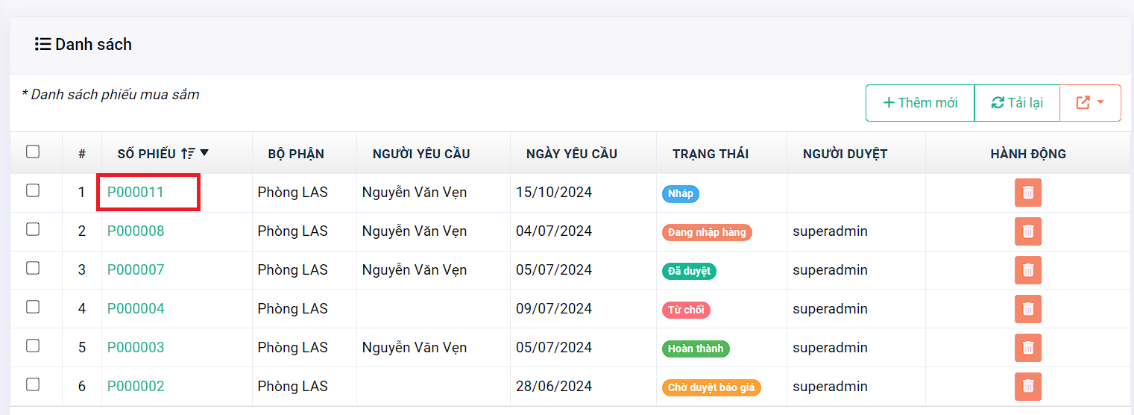 Danh sách
* Danh sách phiếu mua sắm
Thêm mới Tải lại
# SỐ PHIẾU BỘ PHẬN NGƯỜI YÊU CẦU NGÀY YÊU CẦU TRẠNG THÁI NGƯỜI DUYỆT HÀNH ĐỘNG
1 P000011 Phòng LAS Nguyễn Văn Vẹn 15/10/2024 Nháp
2 P000008 Phòng LAS Nguyễn Văn Vẹn 04/07/2024 Đang nhập hàng superadmin
3 P000007 Phòng LAS Nguyễn Văn Vẹn 05/07/2024 Đã duyệt superadmin
4 P000004 Phòng LAS 09/07/2024 Từ chối superadmin
5 P000003 Phòng LAS Nguyễn Văn Vẹn 05/07/2024 Hoàn thành superadmin
6 P000002 Phòng LAS 28/06/2024 Chờ duyệt báo giá superadmin